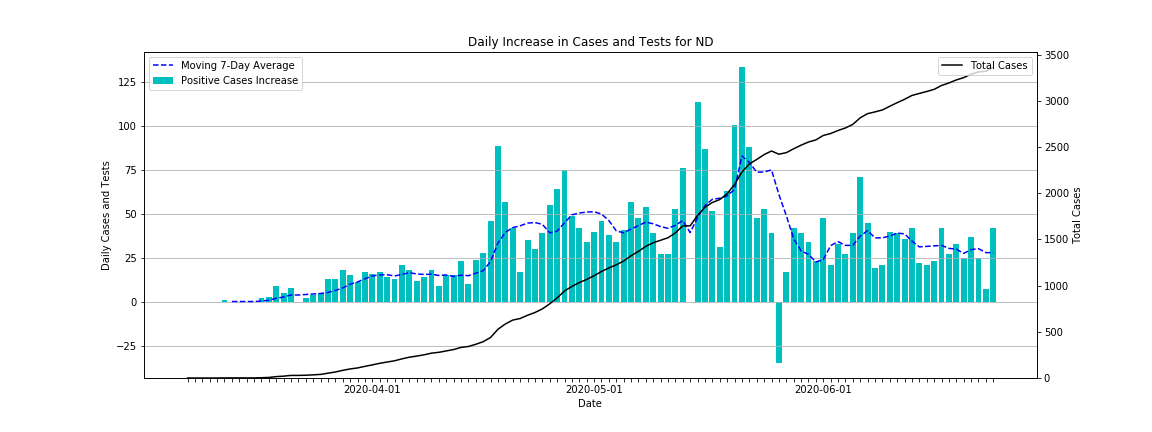 Daily Increase in Cases and Tests for ND
Moving 7-Day Average
Positive Cases Increase
Total Cases
125
100
75
50
25
0
−25
3500
3000
2500
2000
1500
1000
500
0
Daily Cases and Tests
Total Cases
2020-04-01
2020-05-01
2020-06-01
Date